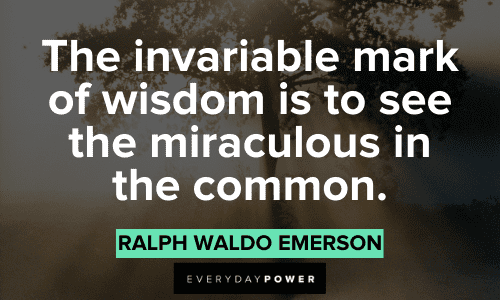 The invariable mark
of wisdom is to see
the miraculous in
the common.
RALPH WALDO EMERSON
EVERYDAYPOWER